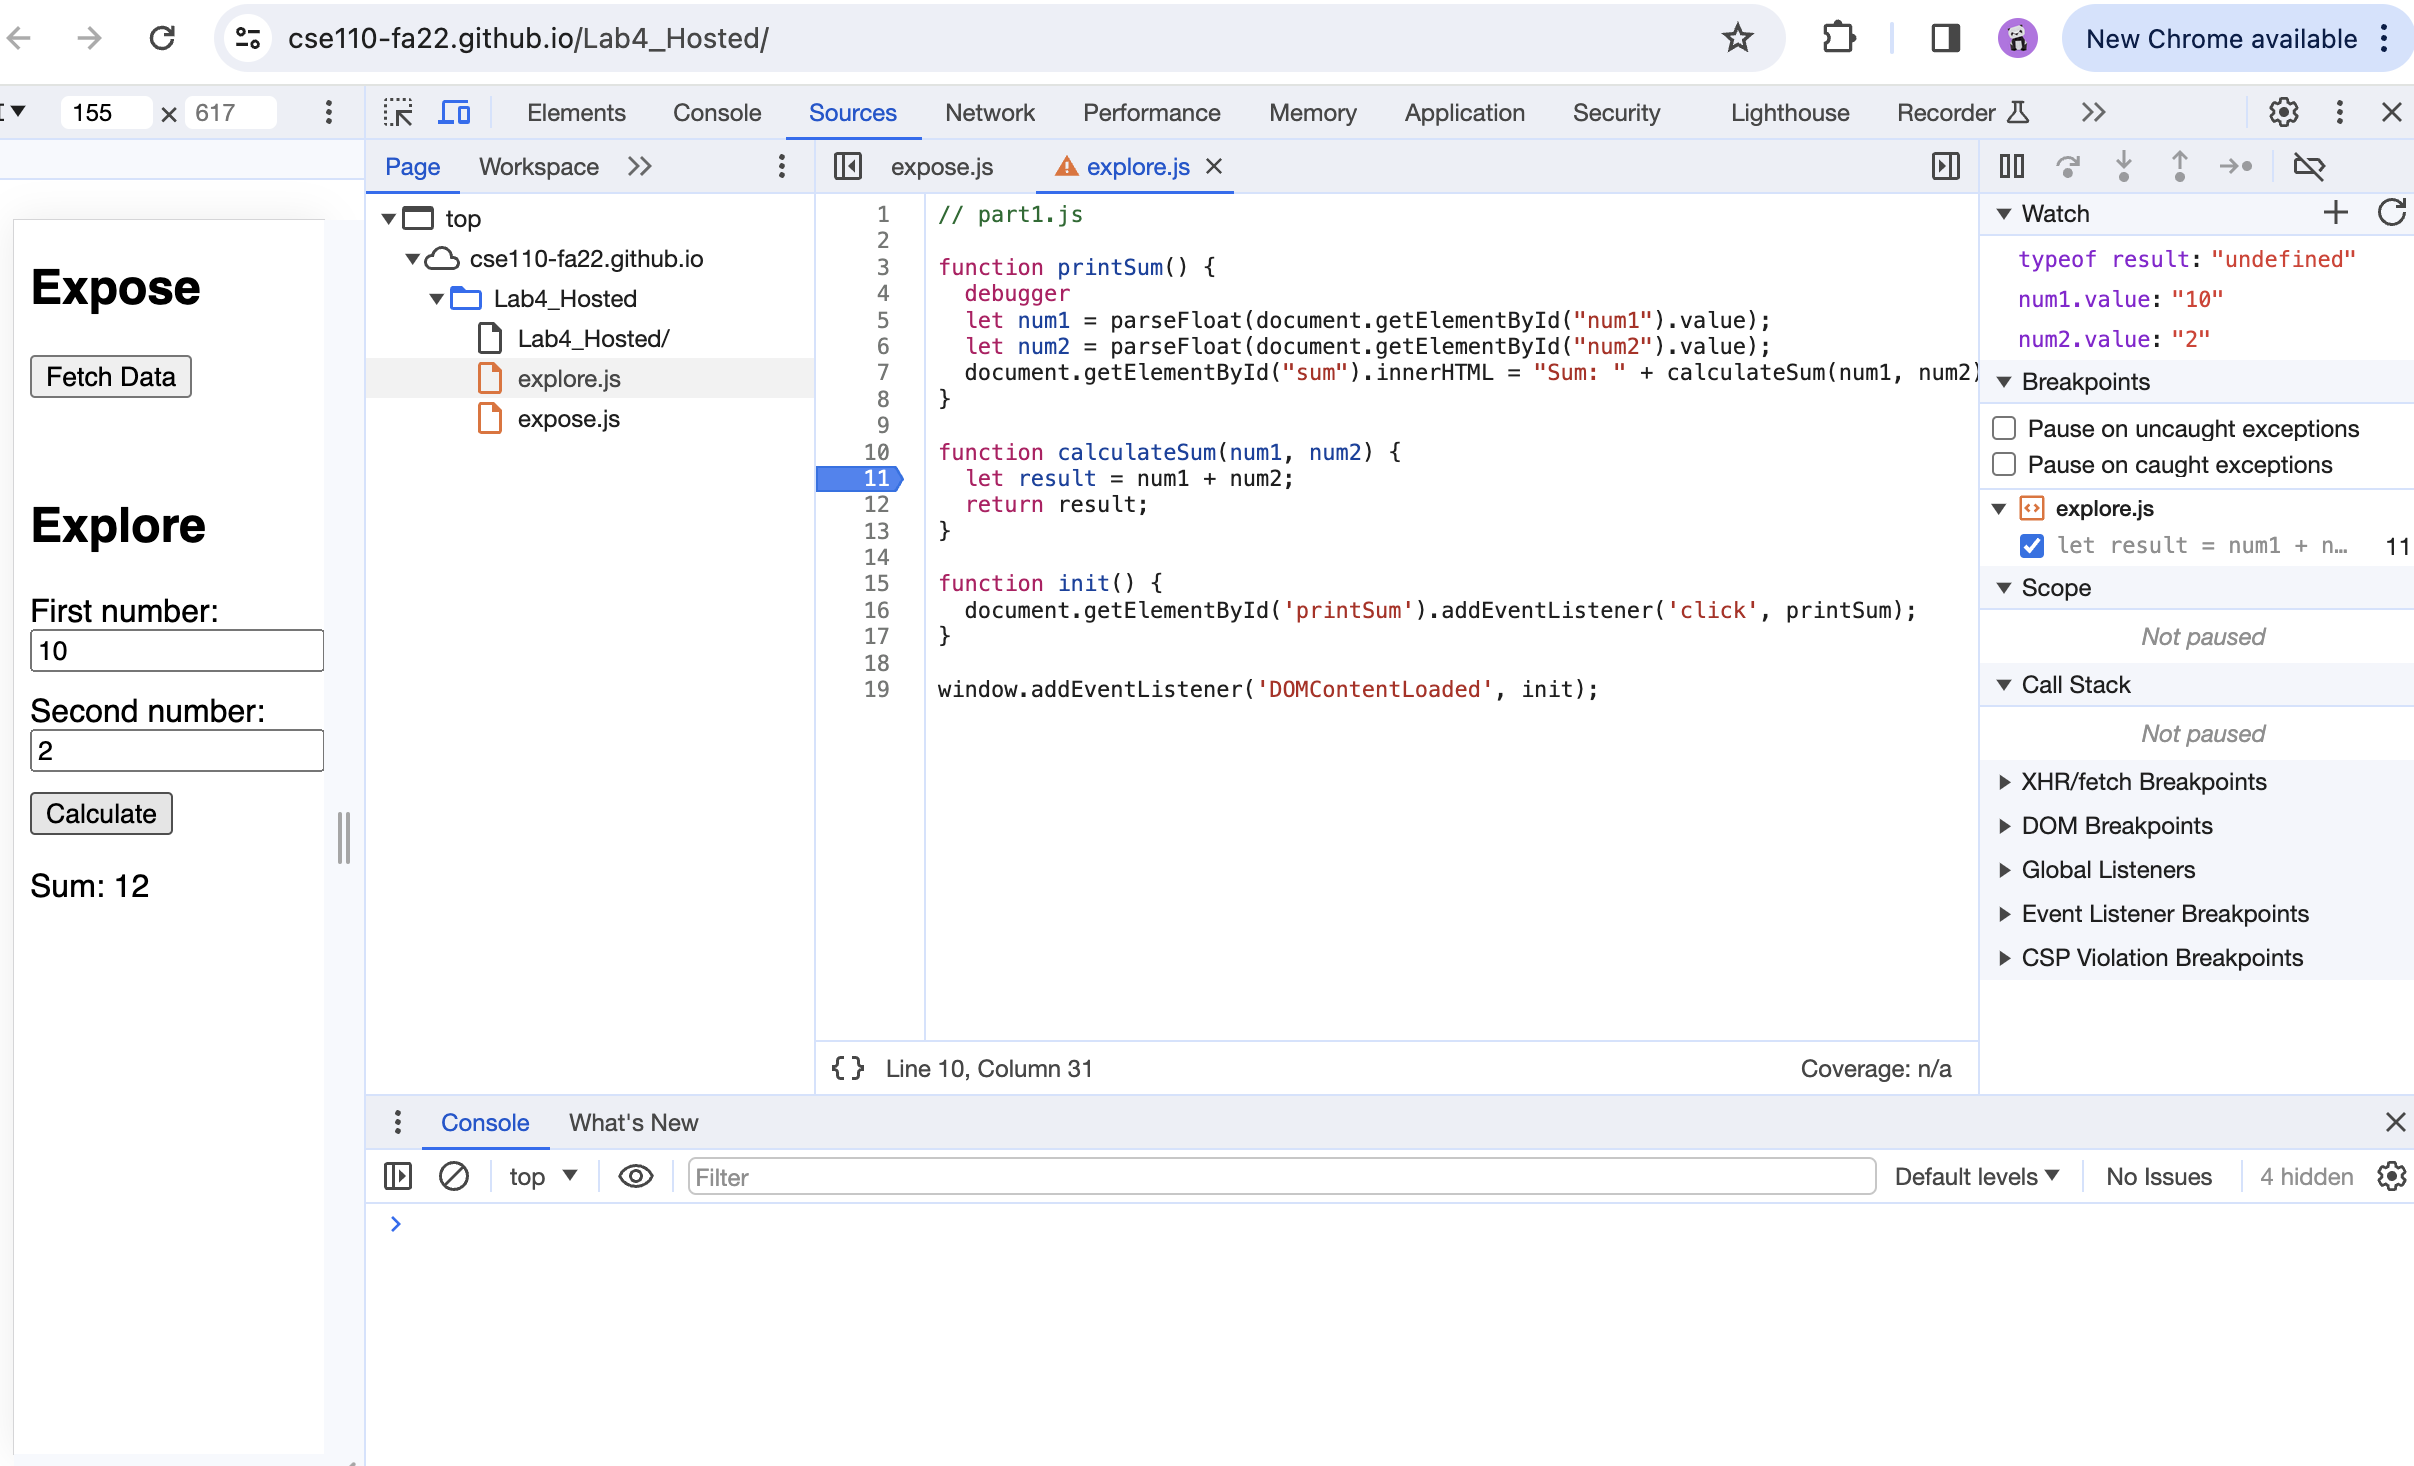 cse110-fa22.github.io/Lab4_Hosted/
New Chrome available
155 × 617
Elements Console Sources Network Performance Memory Application Security Lighthouse Recorder
Page Workspace
expose.js explore.js
Expose
Fetch Data
Explore
First number:
10
Second number:
2
Calculate
Sum: 12
top
cse110-fa22.github.io
Lab4_Hosted
Lab4_Hosted/
explore.js
expose.js
1 // part1.js
2
3 function printSum() {
4 debugger
5 let num1 = parseFloat(document.getElementById("num1").value);
6 let num2 = parseFloat(document.getElementById("num2").value);
7 document.getElementById("sum").innerHTML = "Sum: " + calculateSum(num1, num2)
8 }
9
10 function calculateSum(num1, num2) {
11 let result = num1 + num2;
12 return result;
13 }
14
15 function init() {
16 document.getElementById('printSum').addEventListener('click', printSum);
17 }
18
19 window.addEventListener('DOMContentLoaded', init);
{ } Line 10, Column 31 Coverage: n/a
Watch
typeof result: "undefined"
num1.value: "10"
num2.value: "2"
Breakpoints
Pause on uncaught exceptions
Pause on caught exceptions
explore.js
let result = num1 + n… 11
Scope
Not paused
Call Stack
Not paused
XHR/fetch Breakpoints
DOM Breakpoints
Global Listeners
Event Listener Breakpoints
CSP Violation Breakpoints
Console What's New
top Filter Default levels No Issues 4 hidden